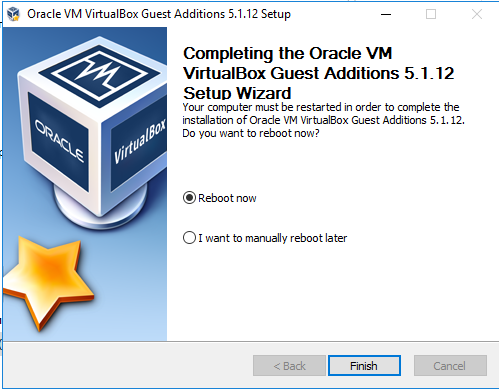 Oracle VM VirtualBox Guest Additions 5.1.12 Setup
Completing the Oracle VM
VirtualBox Guest Additions 5.1.12
Setup Wizard
Your computer must be restarted in order to complete the
installation of Oracle VM VirtualBox Guest Additions 5.1.12.
Do you want to reboot now?
ORACLE
VirtualBox
Reboot now
I want to manually reboot later
< Back
Finish
Cancel